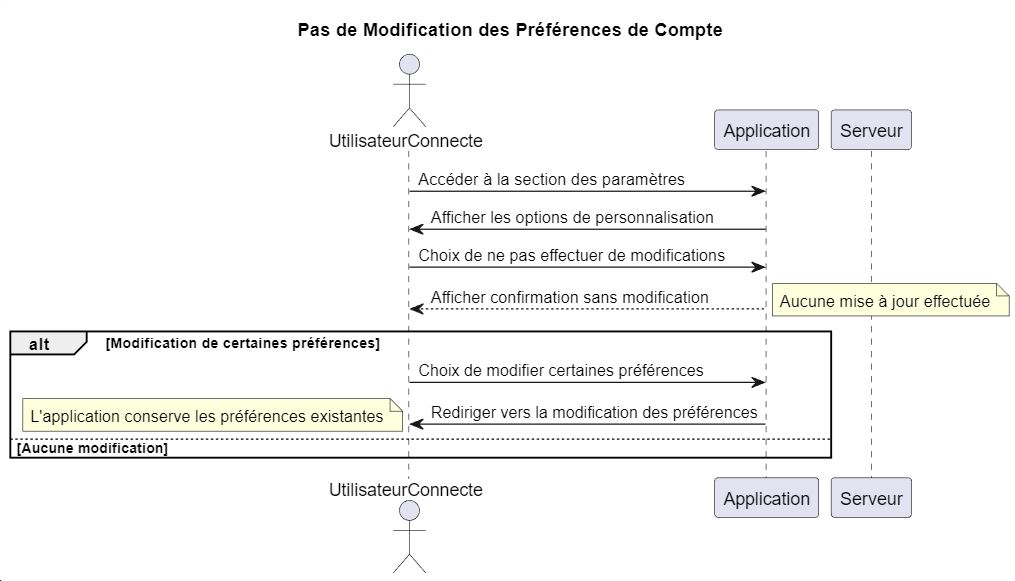 Pas de Modification des Préférences de Compte
UtilisateurConnecte
Application
Serveur
Accéder à la section des paramètres
Afficher les options de personnalisation
Choix de ne pas effectuer de modifications
Afficher confirmation sans modification
Aucune mise à jour effectuée
alt
[Modification de certaines préférences]
Choix de modifier certaines préférences
L'application conserve les préférences existantes
Rediriger vers la modification des préférences
[Aucune modification]
UtilisateurConnecte
Application
Serveur